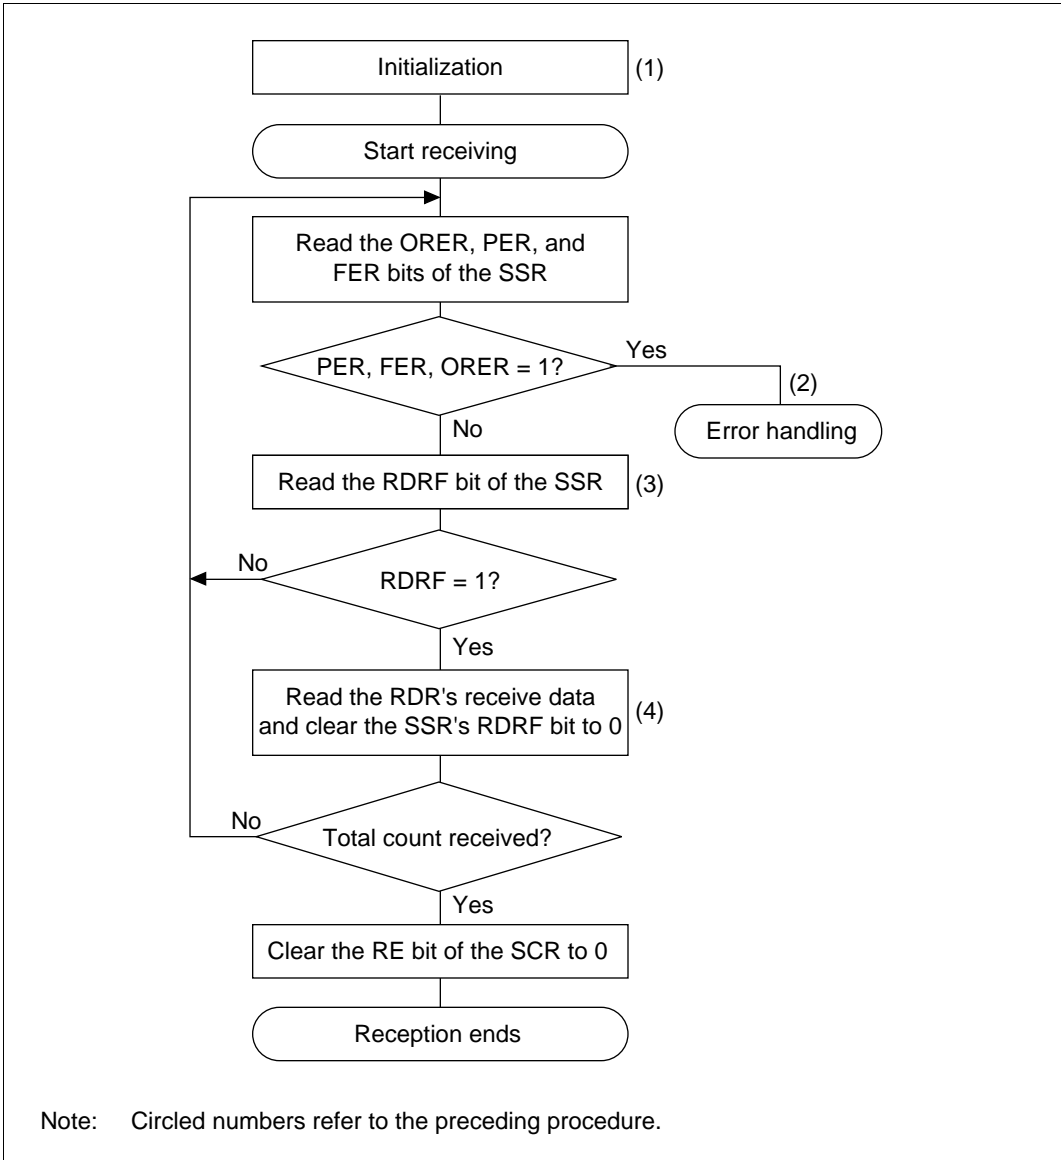 Initialization
(1)
Start receiving
Read the ORER, PER, and
FER bits of the SSR
PER, FER, ORER = 1?
Yes
(2)
Error handling
No
Read the RDRF bit of the SSR
(3)
No
RDRF = 1?
Yes
Read the RDR's receive data
and clear the SSR's RDRF bit to 0
(4)
No
Total count received?
Yes
Clear the RE bit of the SCR to 0
Reception ends
Note: Circled numbers refer to the preceding procedure.